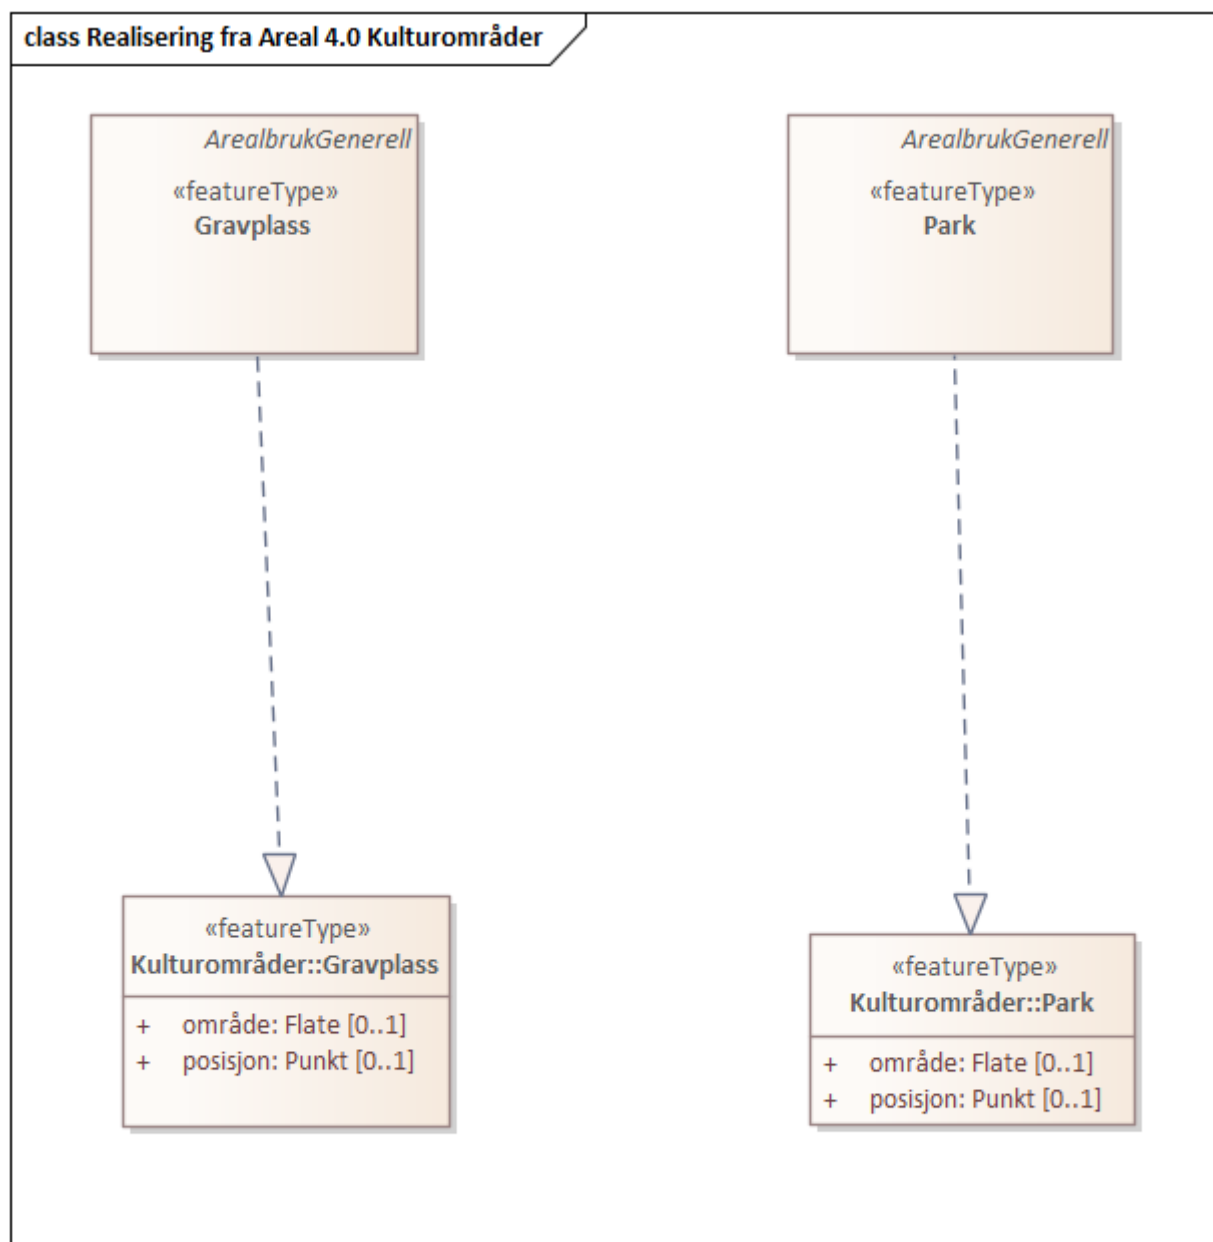 class Realisering fra Areal 4.0 Kulturområder
ArealbrukGenerell
«featureType»
Gravplass
ArealbrukGenerell
«featureType»
Park
«featureType»
Kulturområder::Gravplass
+ område: Flate [0..1]
+ posisjon: Punkt [0..1]
«featureType»
Kulturområder::Park
+ område: Flate [0..1]
+ posisjon: Punkt [0..1]